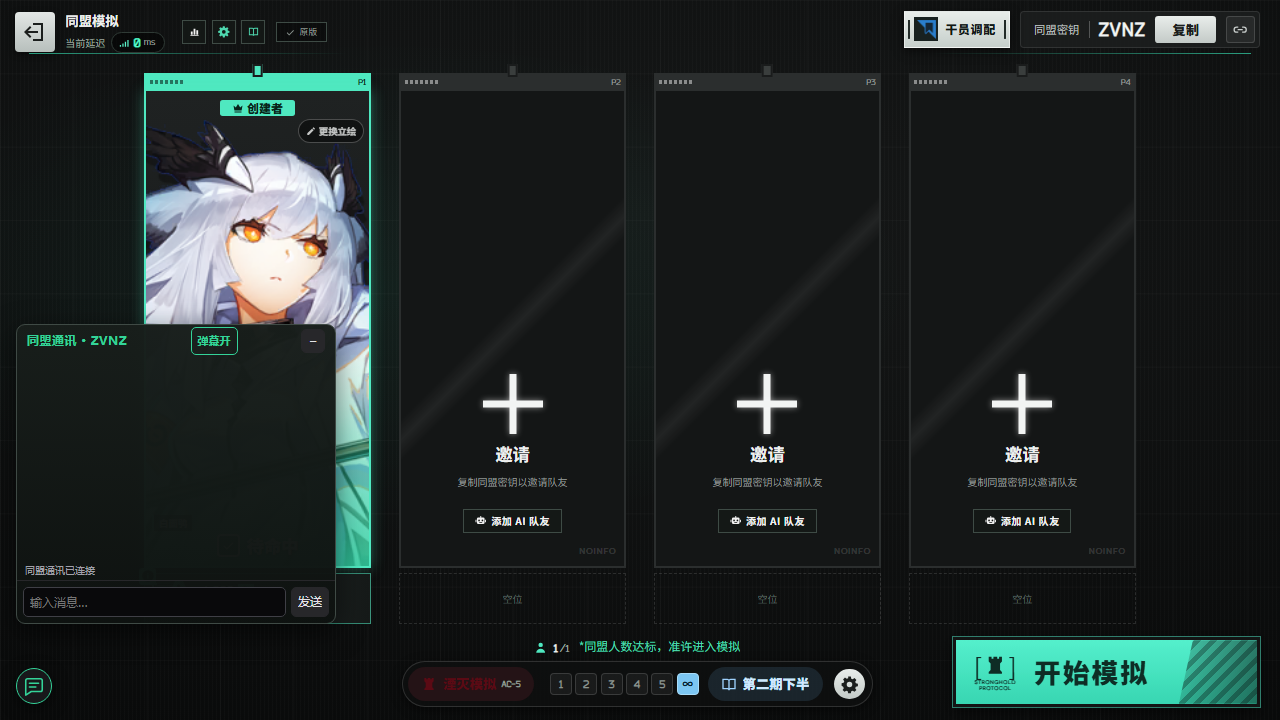 同盟模拟
当前延迟 0 ms
原版
干员调配
同盟密钥 ZVNZ 复制
P1
创建者
更换立绘
P2
邀请
复制同盟密钥以邀请队友
添加 AI 队友
NOINFO
空位
P3
邀请
复制同盟密钥以邀请队友
添加 AI 队友
NOINFO
空位
P4
邀请
复制同盟密钥以邀请队友
添加 AI 队友
NOINFO
空位
同盟通讯 · ZVNZ 弹幕开 −
同盟通讯已连接
输入消息... 发送
1/1 *同盟人数达标，准许进入模拟
湮灭模拟 AC-5 1 2 3 4 5 ∞ 第二期下半
STRONGHOLD
PROTOCOL
开始模拟